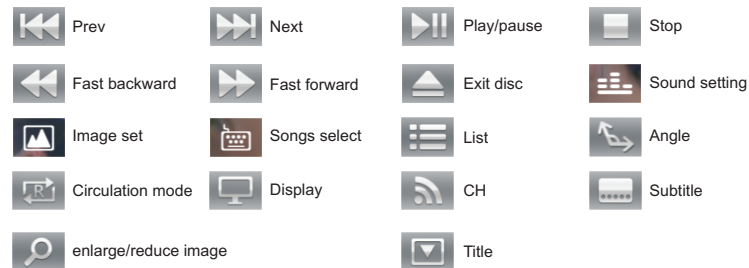 Prev
Next
Play/pause
Stop
Fast backward
Fast forward
Exit disc
Sound setting
Image set
Songs select
List
Angle
R
Circulation mode
Display
CH
Subtitle
enlarge/reduce image
Title